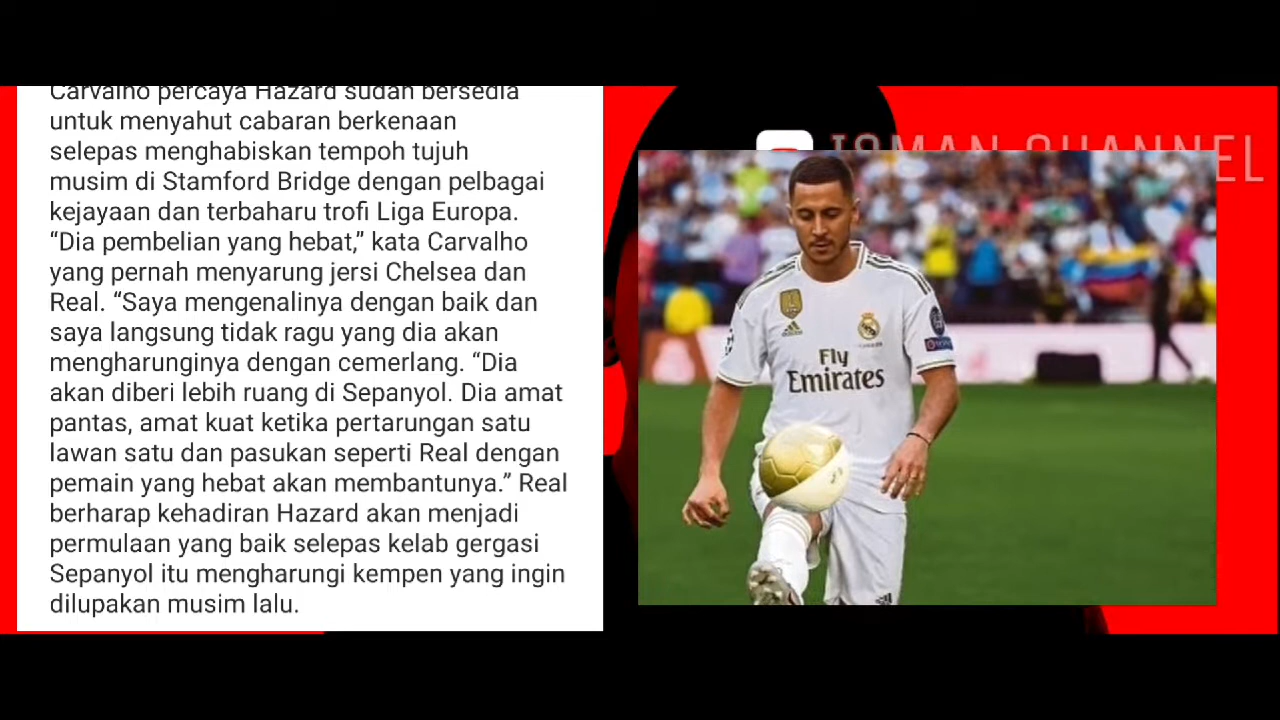 Carvalho percaya Hazard sudah bersedia
untuk menyahut cabaran berkenaan
selepas menghabiskan tempoh tujuh
musim di Stamford Bridge dengan pelbagai
kejayaan dan terbaharu trofi Liga Europa.
“Dia pembelian yang hebat,” kata Carvalho
yang pernah menyarung jersi Chelsea dan
Real. “Saya mengenalinya dengan baik dan
saya langsung tidak ragu yang dia akan
mengharunginya dengan cemerlang. “Dia
akan diberi lebih ruang di Sepanyol. Dia amat
pantas, amat kuat ketika pertarungan satu
lawan satu dan pasukan seperti Real dengan
pemain yang hebat akan membantunya.” Real
berharap kehadiran Hazard akan menjadi
permulaan yang baik selepas kelab gergasi
Sepanyol itu mengharungi kempen yang ingin
dilupakan musim lalu.
CHANNEL
Fly
Emirates